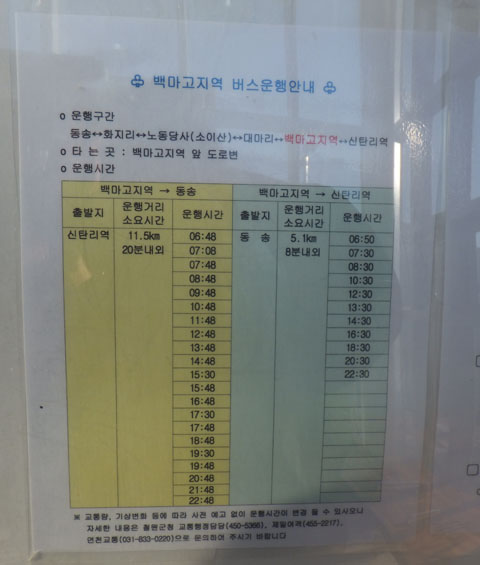 ♧ 백마고지역 버스운행안내 ♧
o 운행구간
동송↔화지리↔노동당사(소이산)↔대마리↔백마고지역↔신탄리역
o 타 는 곳 : 백마고지역 앞 도로변
o 운행시간
백마고지역 → 동송 백마고지역 → 신탄리역
출발지 운행거리 소요시간 운행시간 출발지 운행거리 소요시간 운행시간
신탄리역 11.5km 06:48 동 송 5.1km 06:50
20분내외 07:08 8분내외 07:30
07:48 08:30
08:48 10:30
09:48 12:30
10:48 13:30
11:48 14:30
12:48 16:30
13:48 18:30
14:48 20:30
15:30 22:30
15:48
16:48
17:30
17:48
18:48
19:30
19:48
20:48
21:48
22:48
※ 교통량, 기상변화 등에 따라 사전 예고 없이 운행시간이 변경 될 수 있사오니
자세한 내용은 철원군청 교통행정담당(450-5366), 제일여객(455-2217),
연천교통(031-833-0220)으로 문의하여 주시기 바랍니다